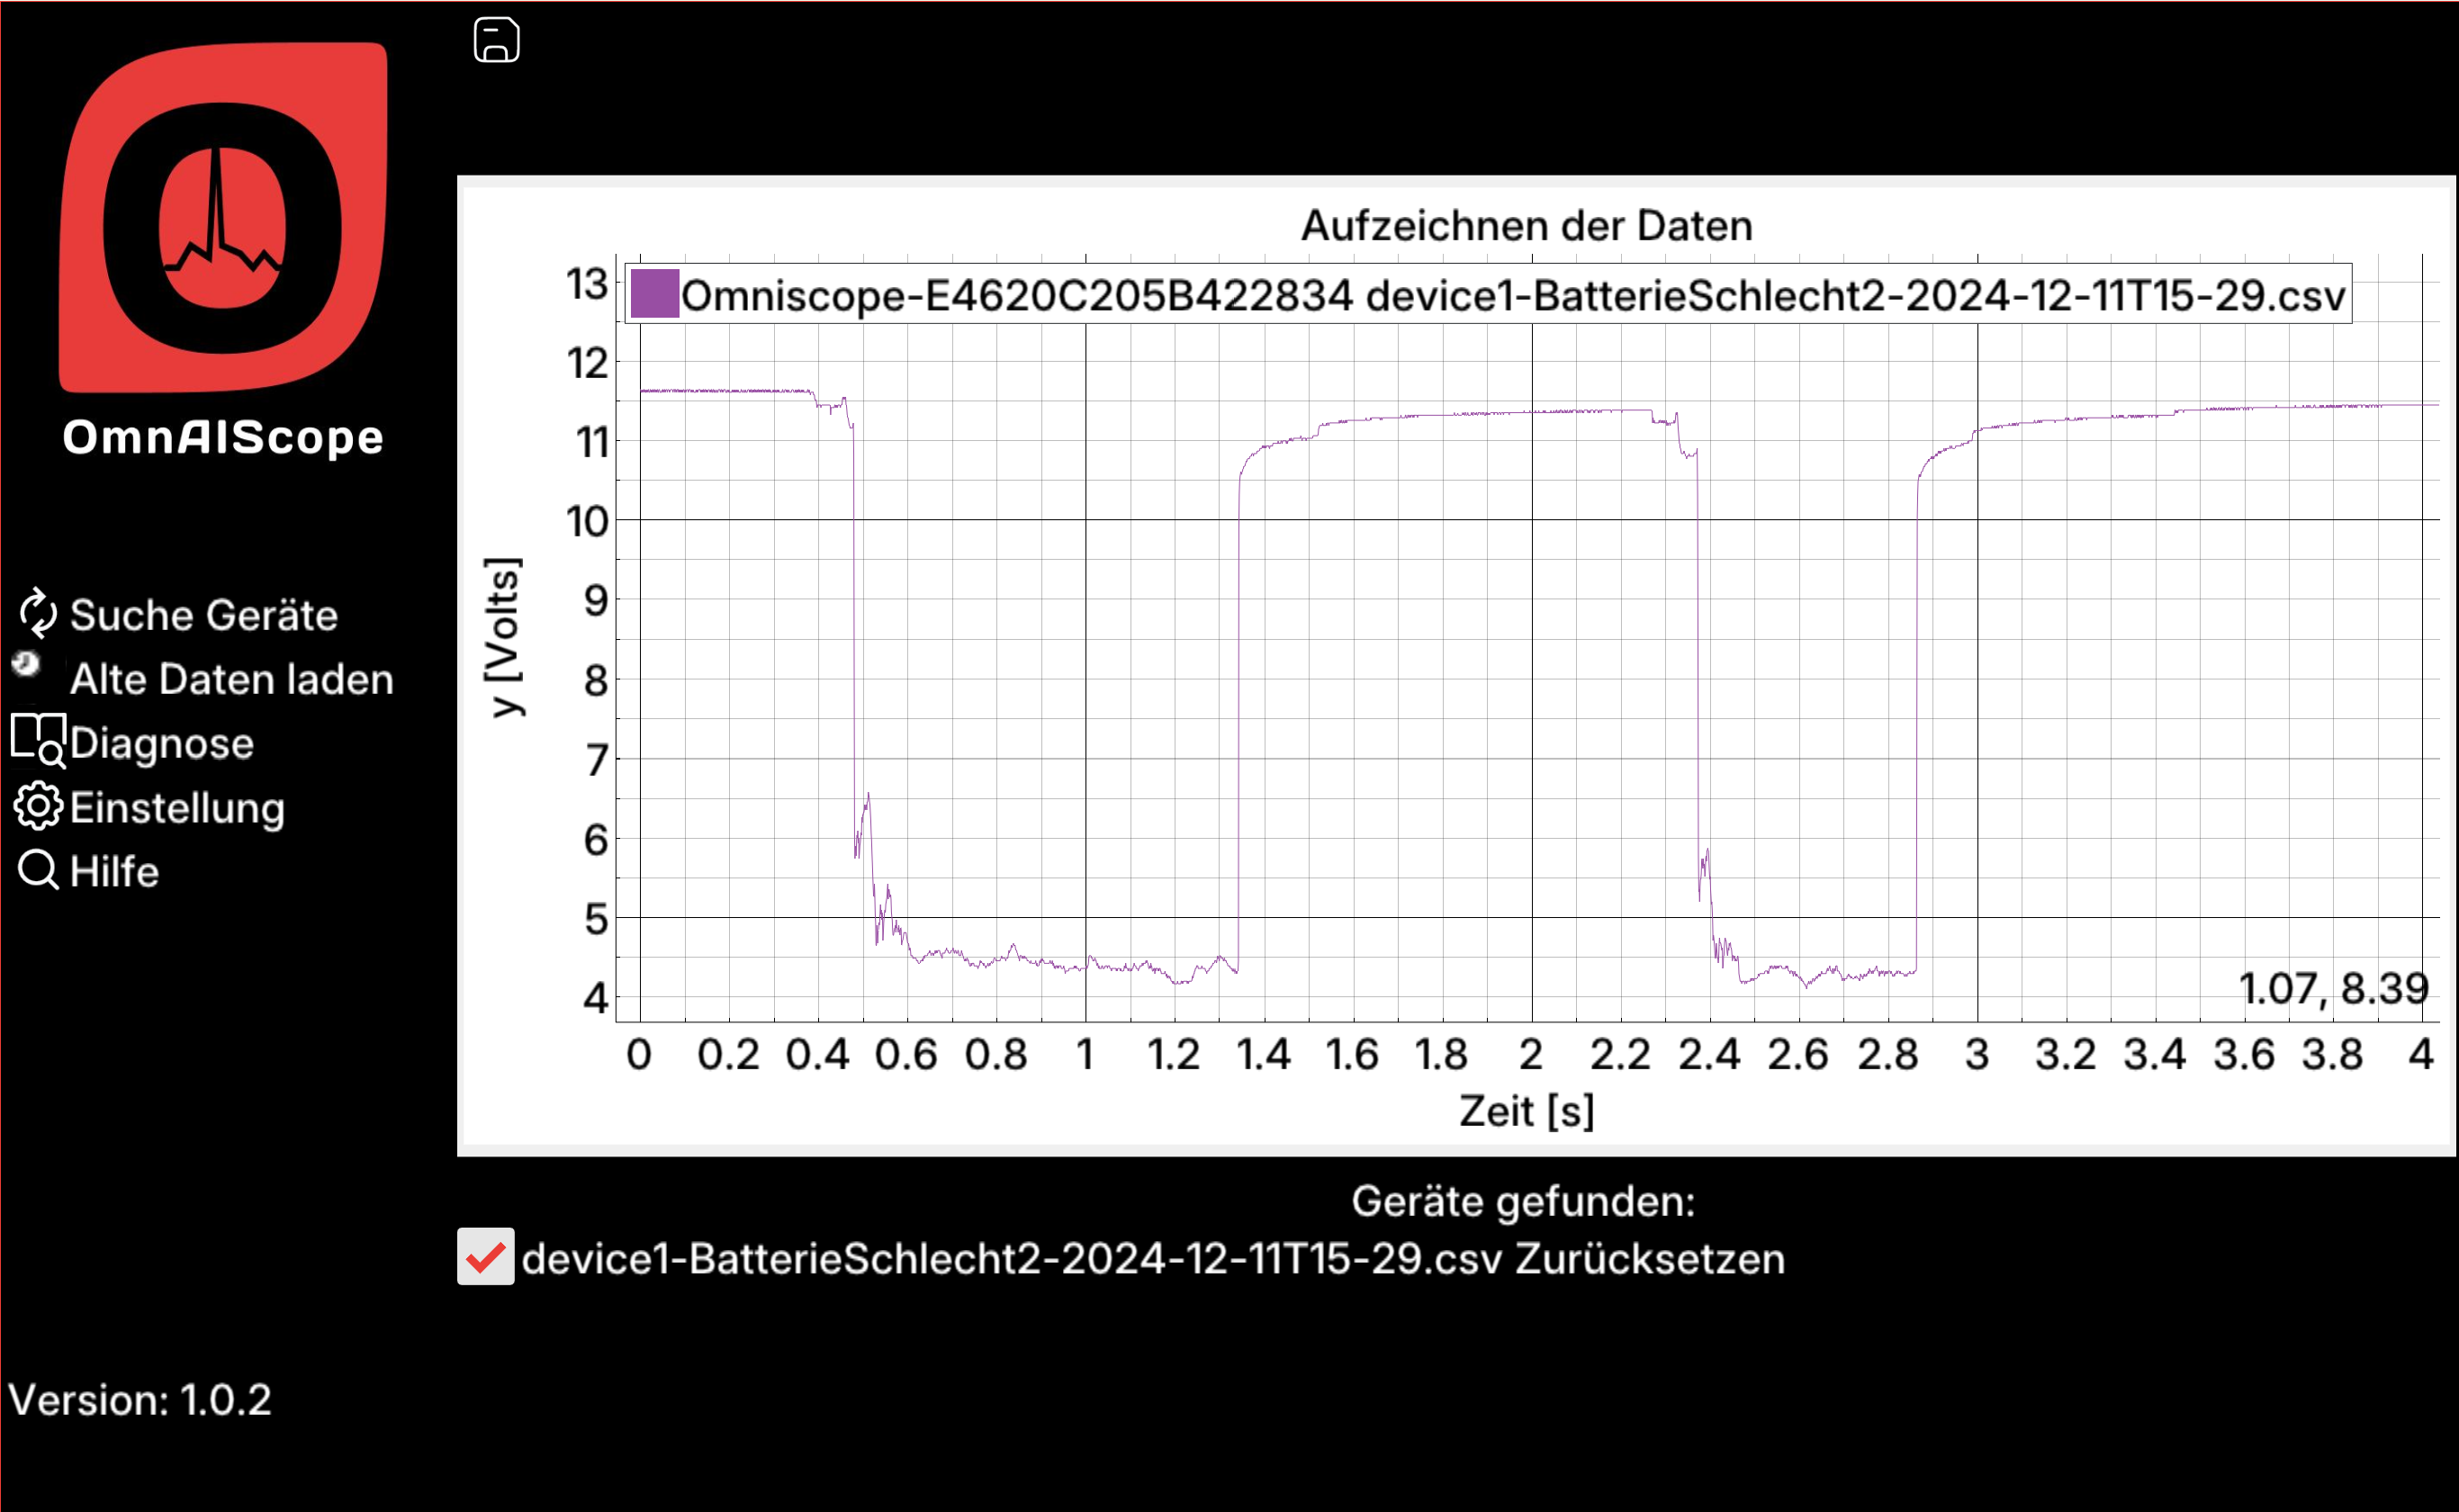 OmnAIScope
Suche Geräte
Alte Daten laden
Diagnose
Einstellung
Hilfe
Version: 1.0.2
Aufzeichnen der Daten
Omniscope-E4620C205B422834 device1-BatterieSchlecht2-2024-12-11T15-29.csv
y [Volts]
13
12
11
10
9
8
7
6
5
4
1.07, 8.39
0 0.2 0.4 0.6 0.8 1 1.2 1.4 1.6 1.8 2 2.2 2.4 2.6 2.8 3 3.2 3.4 3.6 3.8 4
Zeit [s]
Geräte gefunden:
device1-BatterieSchlecht2-2024-12-11T15-29.csv Zurücksetzen